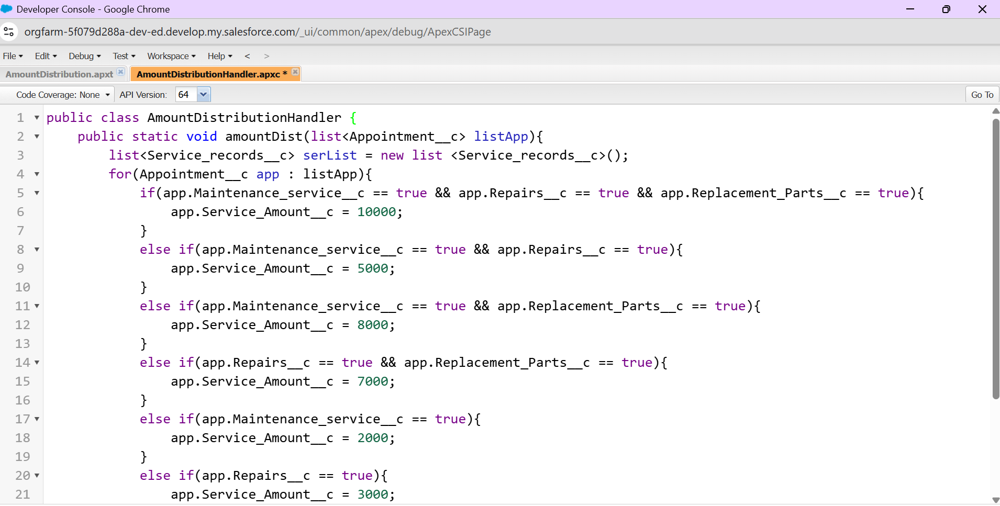 Developer Console - Google Chrome
orgfarm-5f079d288a-dev-ed.develop.my.salesforce.com/_ui/common/apex/debug/ApexCSIPage
File Edit Debug Test Workspace Help < >
AmountDistribution.apxt AmountDistributionHandler.apxc *
Code Coverage: None API Version: 64 Go To
1 public class AmountDistributionHandler {
2 public static void amountDist(list<Appointment__c> listApp){
3 list<Service_records__c> serList = new list <Service_records__c>();
4 for(Appointment__c app : listApp){
5 if(app.Maintenance_service__c == true && app.Repairs__c == true && app.Replacement_Parts__c == true){
6 app.Service_Amount__c = 10000;
7 }
8 else if(app.Maintenance_service__c == true && app.Repairs__c == true){
9 app.Service_Amount__c = 5000;
10 }
11 else if(app.Maintenance_service__c == true && app.Replacement_Parts__c == true){
12 app.Service_Amount__c = 8000;
13 }
14 else if(app.Repairs__c == true && app.Replacement_Parts__c == true){
15 app.Service_Amount__c = 7000;
16 }
17 else if(app.Maintenance_service__c == true){
18 app.Service_Amount__c = 2000;
19 }
20 else if(app.Repairs__c == true){
21 app.Service_Amount__c = 3000;